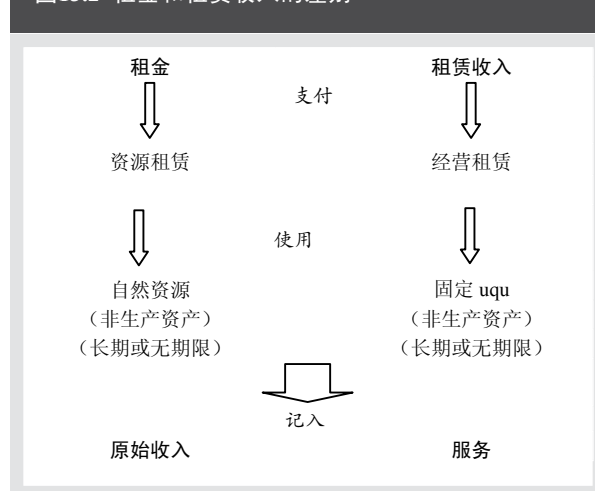 租金 租赁收入
支付
资源租赁 经营租赁
使用
自然资源 固定 uqu
（非生产资产） （非生产资产）
（长期或无期限） （长期或无期限）
记入
原始收入 服务